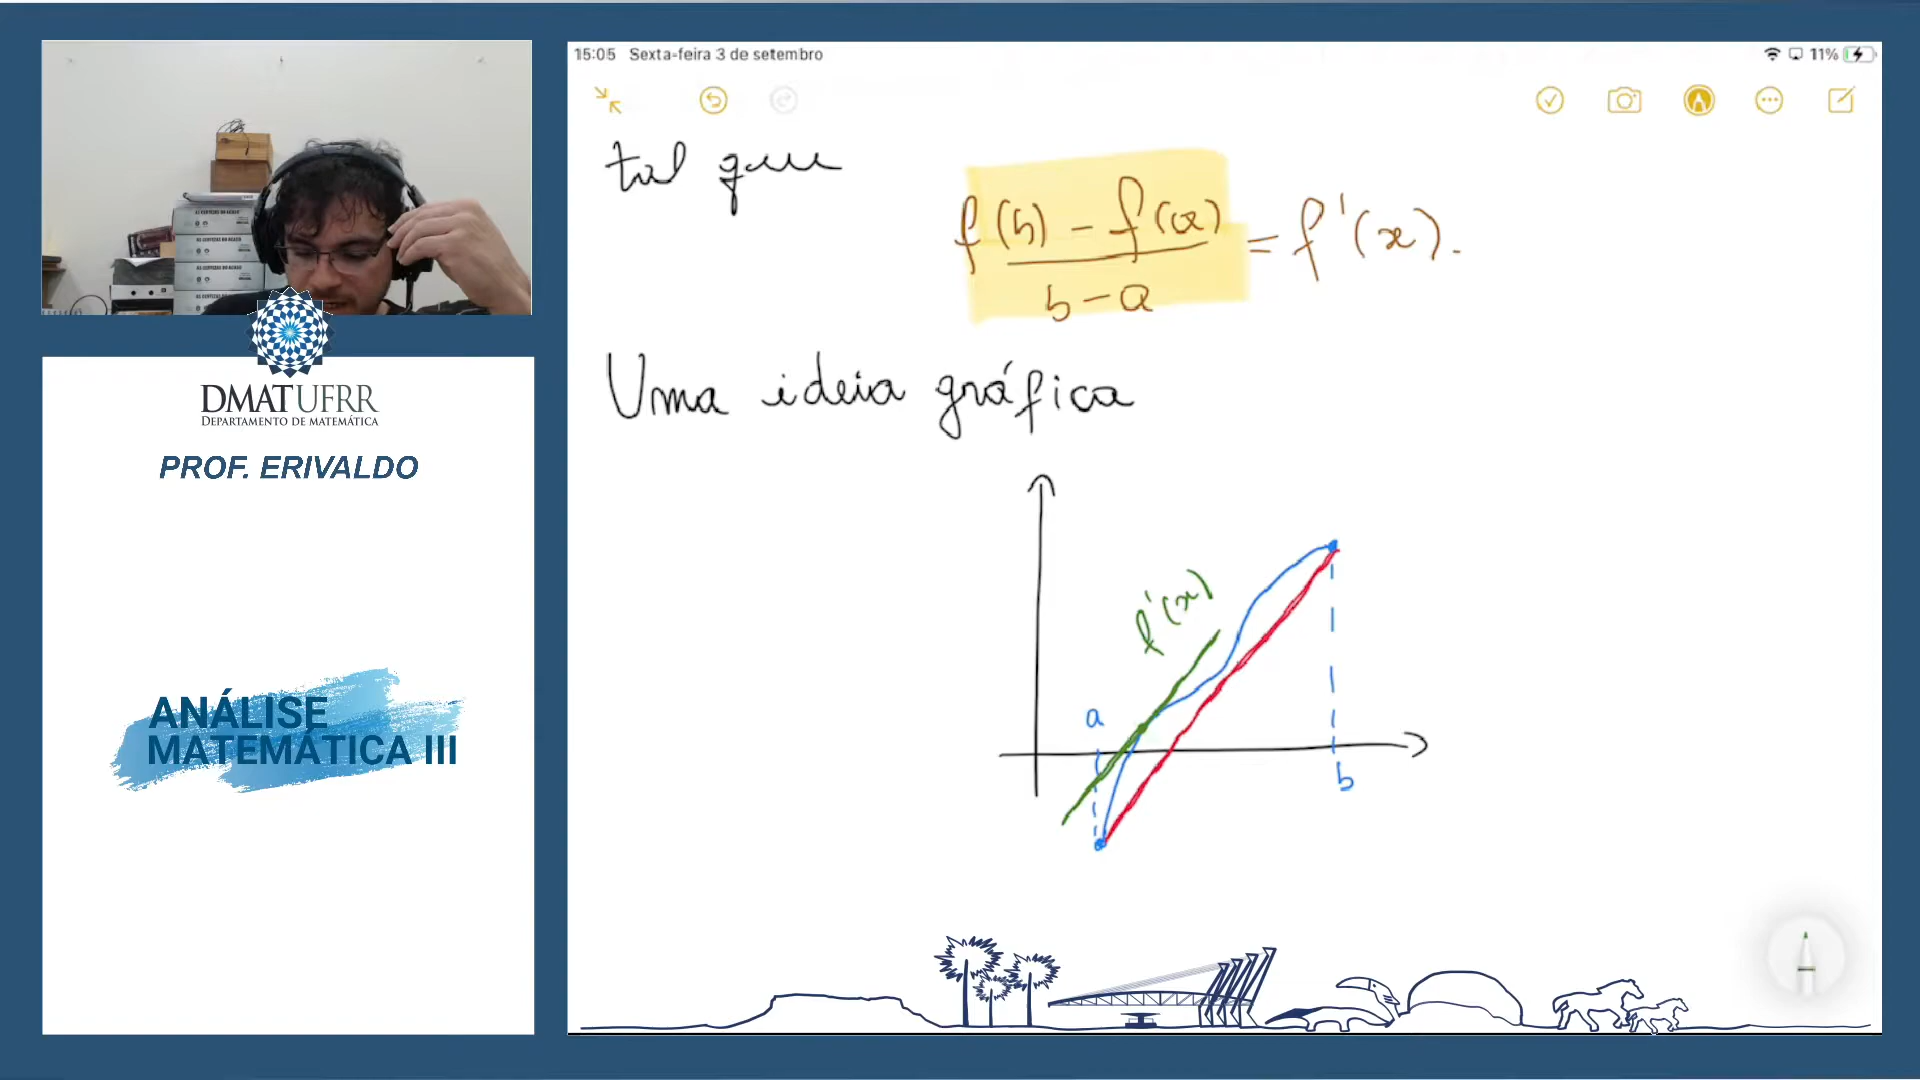 15:05 Sexta-feira 3 de setembro
11%
tal que
f(b) - f(a)
b - a
= f'(x).
Uma ideia gráfica
f'(x)
a
b
DMATUFRR
DEPARTAMENTO DE MATEMÁTICA
PROF. ERIVALDO
ANÁLISE
MATEMÁTICA III